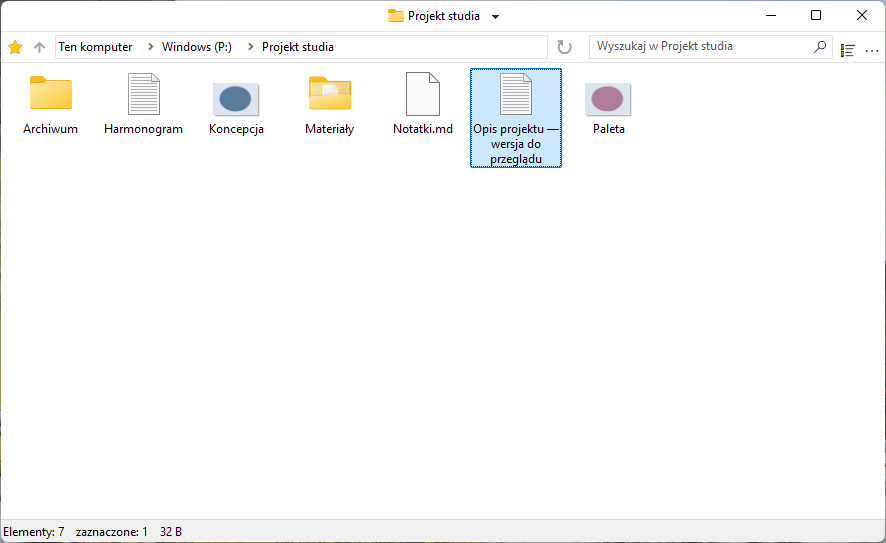 Projekt studia
Ten komputer Windows (P:) Projekt studia
Wyszukaj w Projekt studia
Archiwum
Harmonogram
Koncepcja
Materiały
Notatki.md
Opis projektu —
wersja do
przeglądu
Paleta
Elementy: 7 zaznaczone: 1 32 B